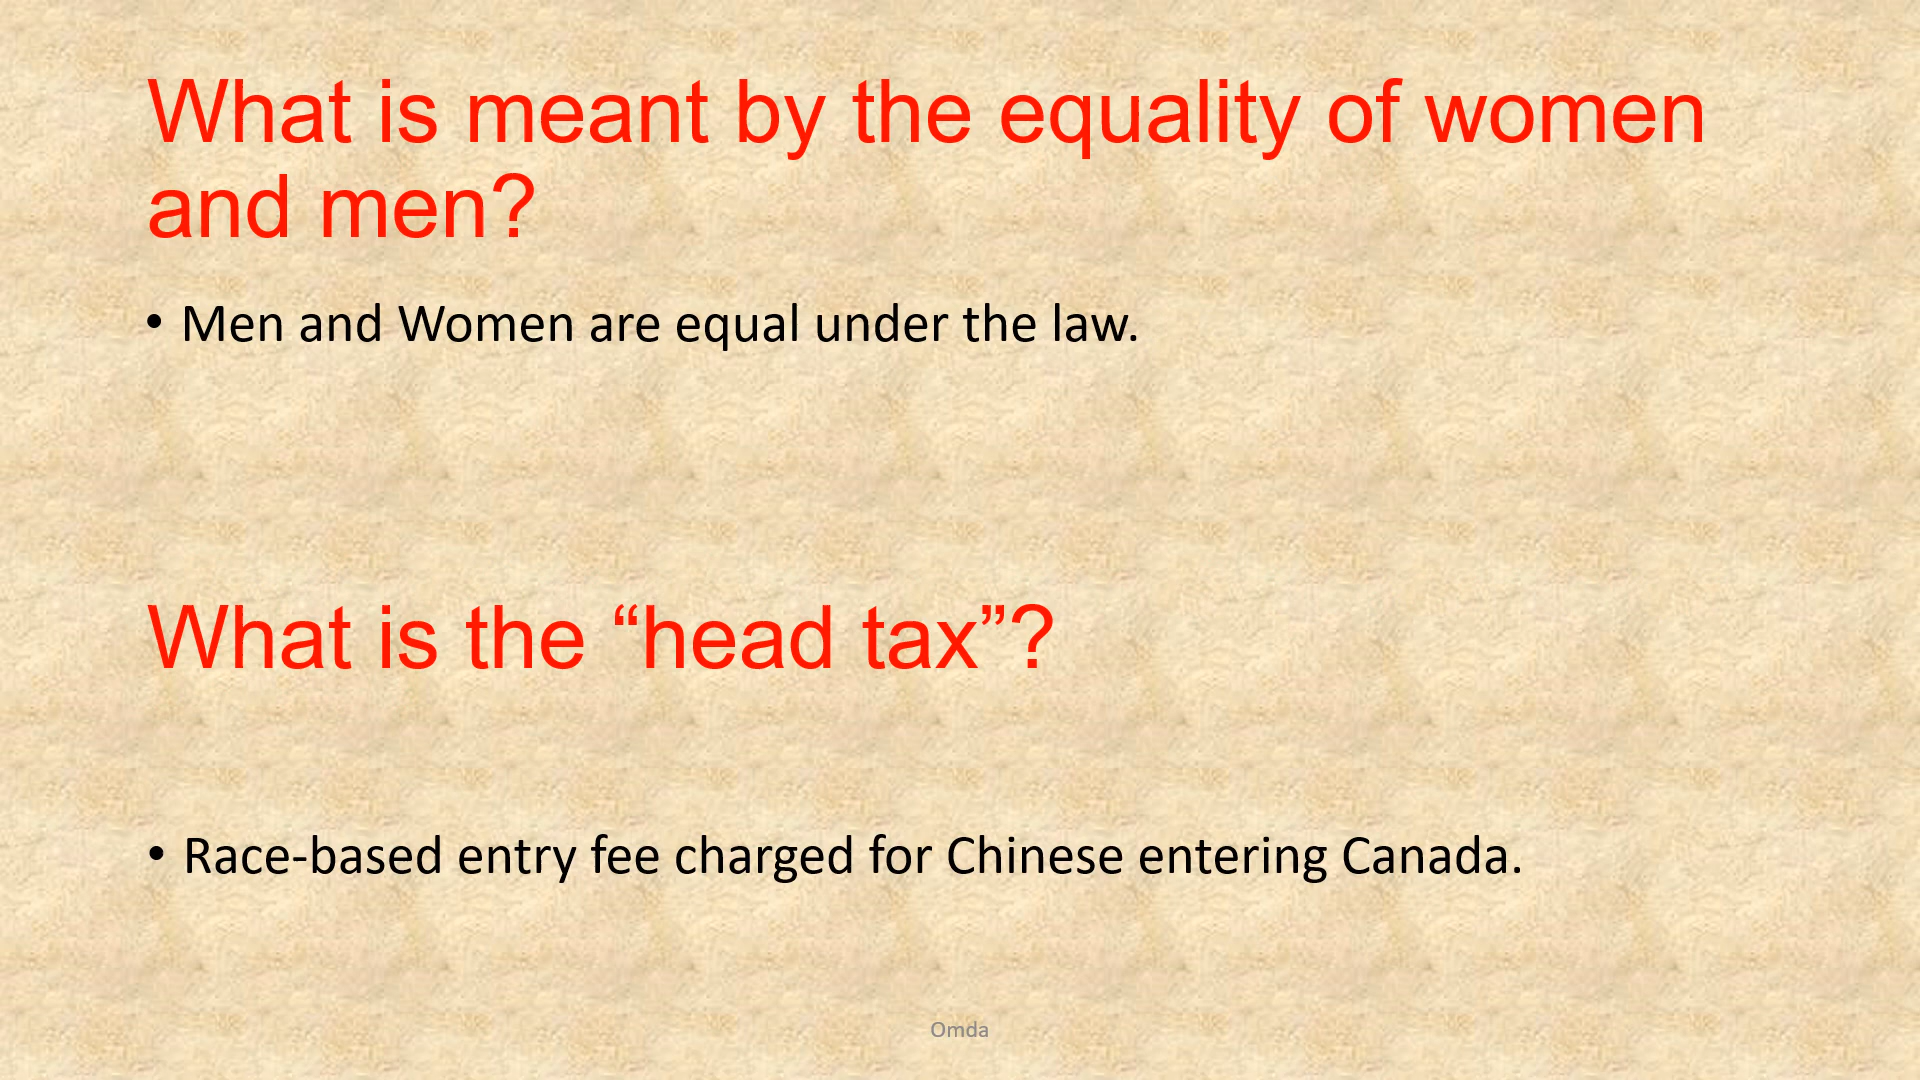 What is meant by the equality of women
and men?
• Men and Women are equal under the law.
What is the “head tax”?
• Race-based entry fee charged for Chinese entering Canada.
Omda